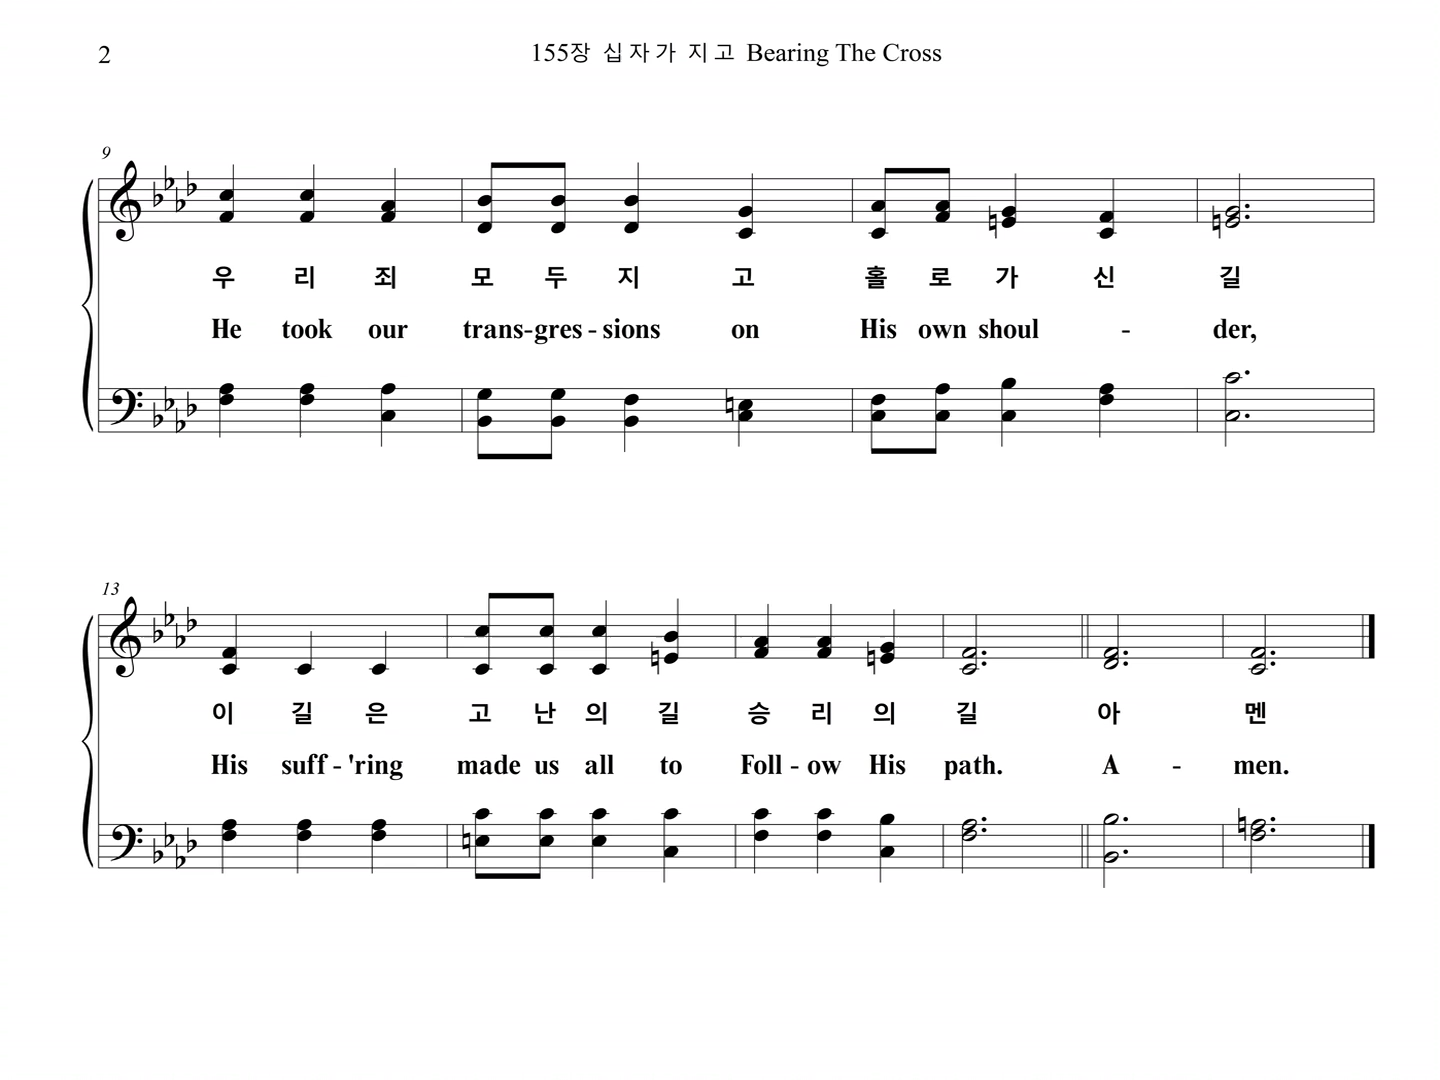 2
155장 십자가 지고 Bearing The Cross
9
우 리 죄 모 두 지 고 홀 로 가 신 길
He took our trans-gres-sions on His own shoul - der,
13
이 길 은 고 난 의 길 승 리 의 길 아 멘
His suff-'ring made us all to Foll-ow His path. A - men.